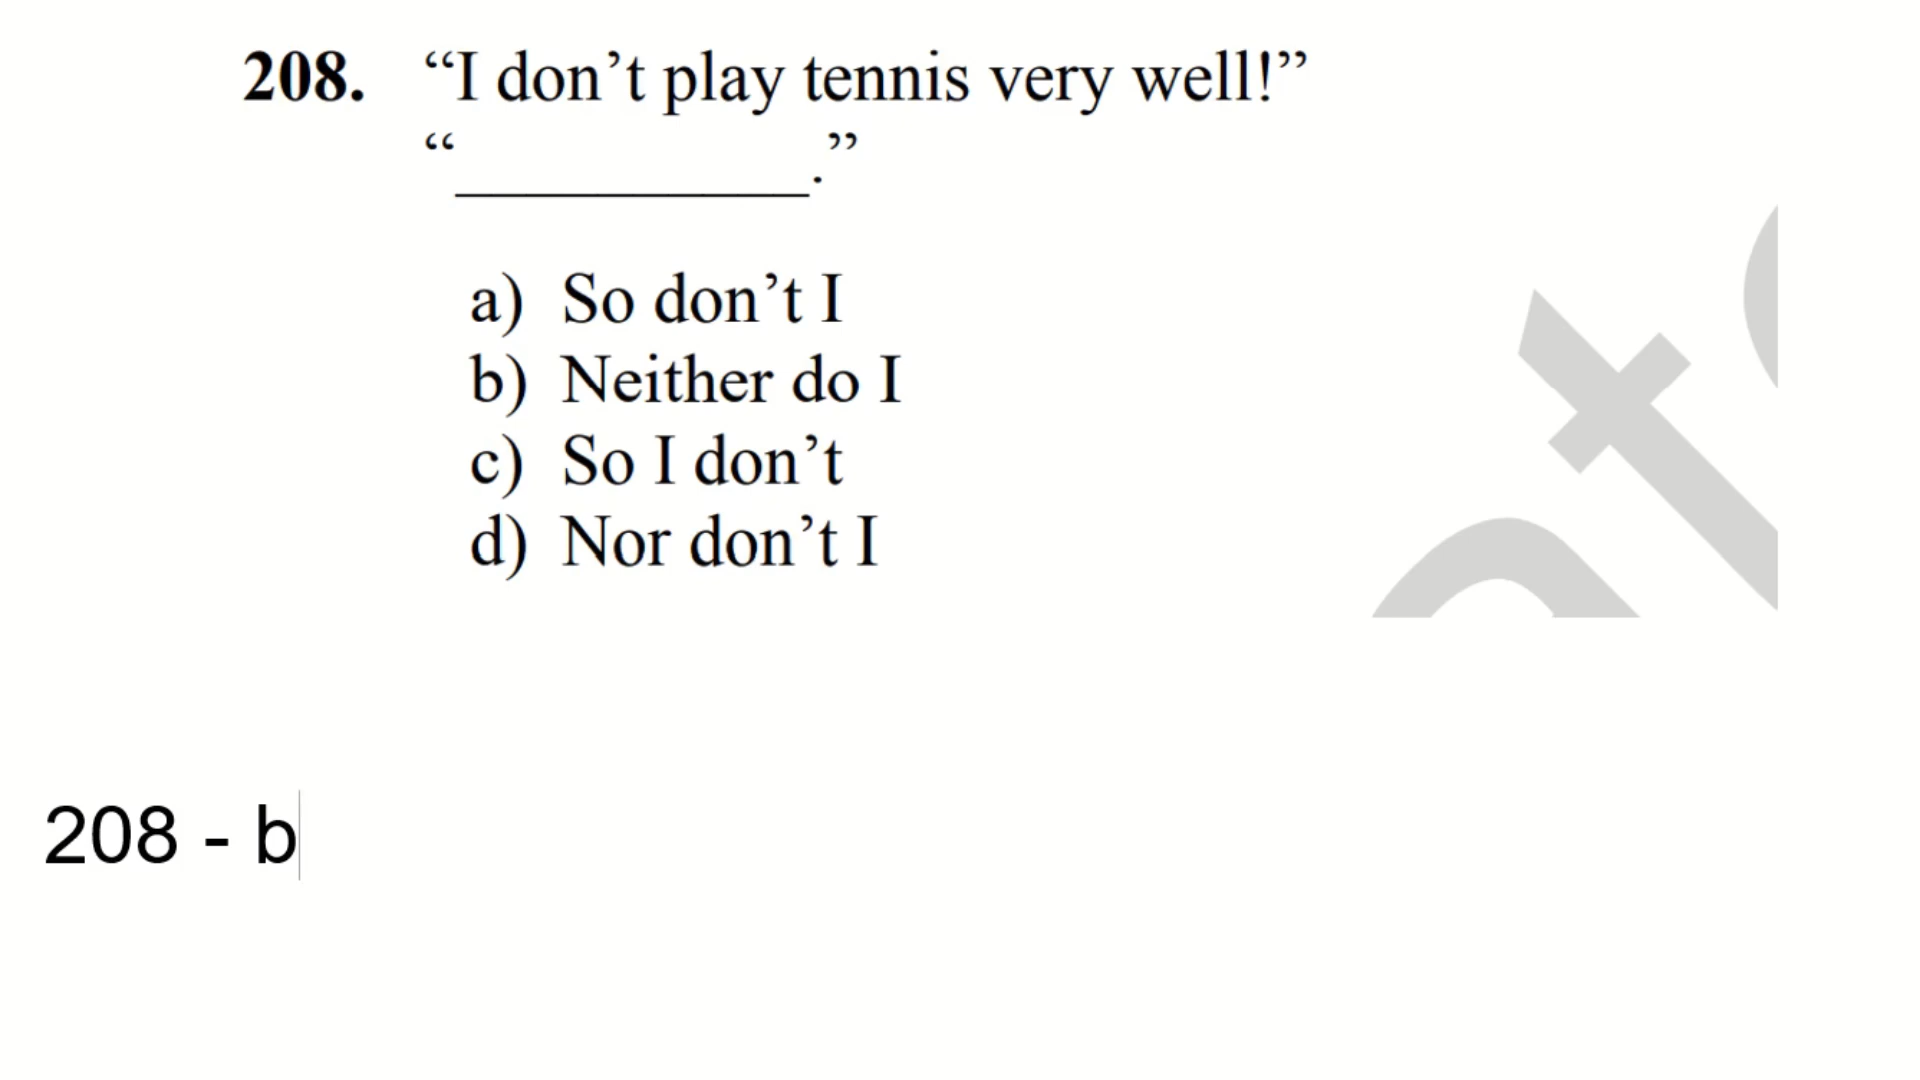 208. “I don’t play tennis very well!”
“___________.”
a) So don’t I
b) Neither do I
c) So I don’t
d) Nor don’t I
208 - b